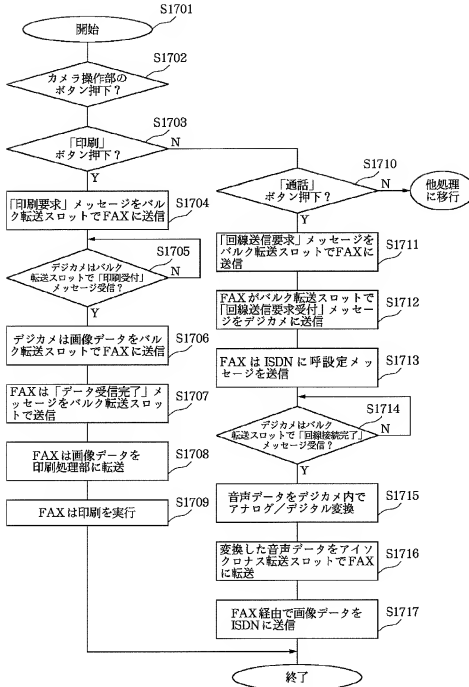 S1701
開始
S1702
カメラ操作部の
ボタン押下？
S1703
「印刷」
ボタン押下？
N
Y
「印刷要求」メッセージをバル
ク転送スロットでFAXに送信
S1704
S1705
デジカメはバルク
転送スロットで「印刷受付」
メッセージ受信？
N
Y
デジカメは画像データをバル
ク転送スロットでFAXに送信
S1706
FAXは「データ受信完了」メ
ッセージをバルク転送スロッ
トで送信
S1707
FAXは画像データを
印刷処理部に転送
S1708
FAXは印刷を実行
S1709
S1710
「通話」
ボタン押下？
N
他処理
に移行
Y
「回線送信要求」メッセージを
バルク転送スロットでFAXに
送信
S1711
FAXがバルク転送スロットで
「回線送信要求受付」メッセー
ジをデジカメに送信
S1712
FAXはISDNに呼設定メッ
セージを送信
S1713
S1714
デジカメはバルク
転送スロットで「回線接続完了」
メッセージ受信？
N
Y
音声データをデジカメ内で
アナログ／デジタル変換
S1715
変換した音声データをアイソ
クロナス転送スロットでFAX
に転送
S1716
FAX経由で画像データを
ISDNに送信
S1717
終了